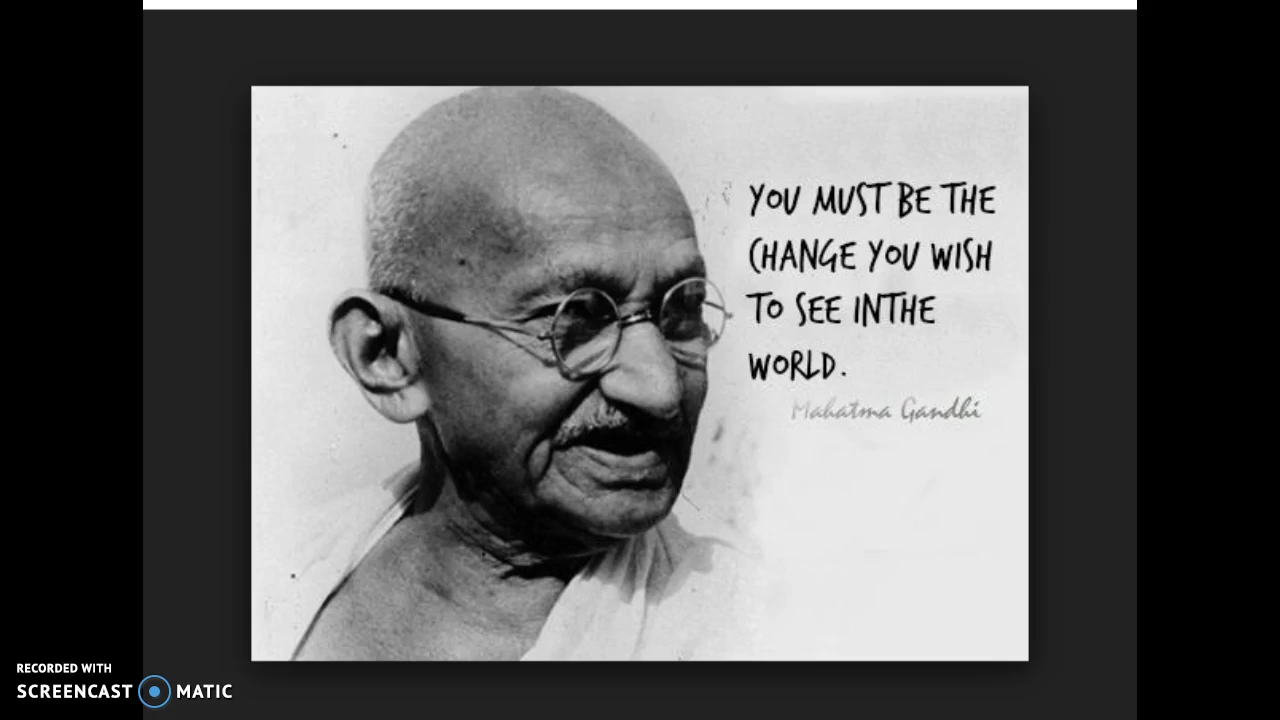 YOU MUST BE THE
CHANGE YOU WISH
TO SEE INTHE
WORLD.
Mahatma Gandhi
RECORDED WITH
SCREENCAST MATIC